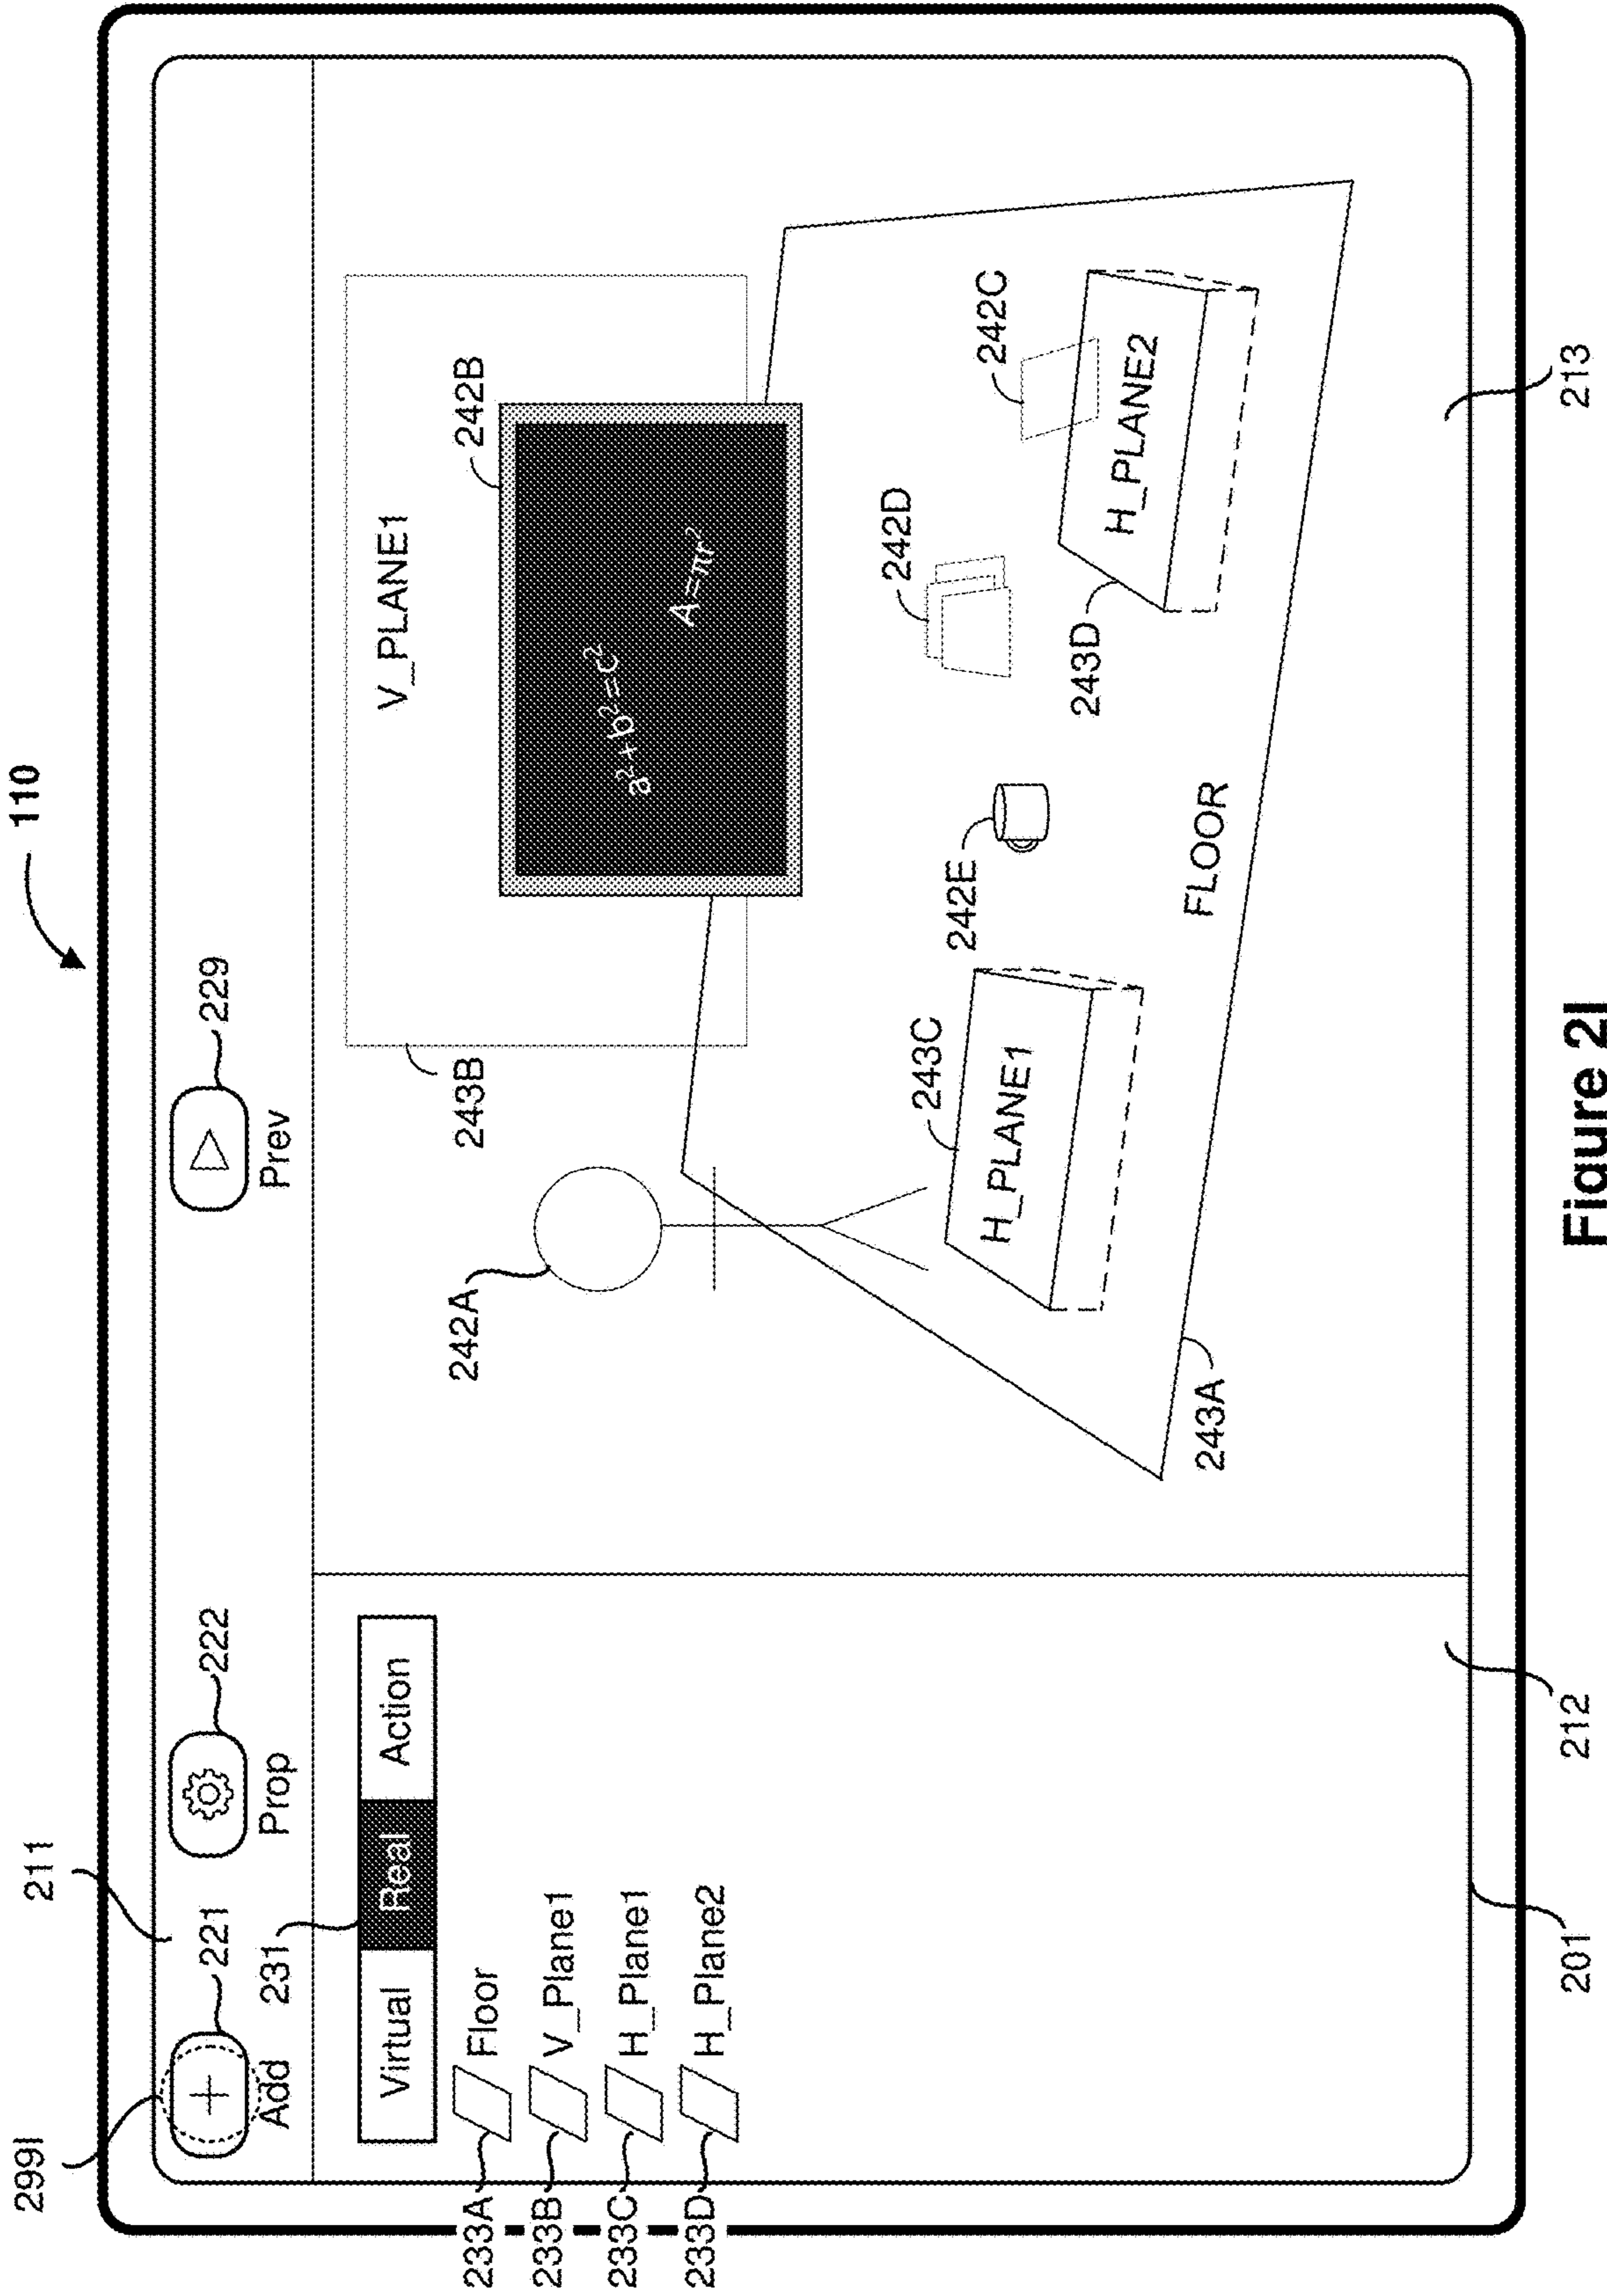 110
299I
211
221
222
229
Add
Prop
Prev
231
Virtual
Real
Action
233A
Floor
233B
V_Plane1
233C
H_Plane1
233D
H_Plane2
242A
243B
V_PLANE1
242B
a²+b²=c²
A=πr²
243C
H_PLANE1
242E
242D
242C
243D
H_PLANE2
FLOOR
243A
201
212
213
Figure 2I